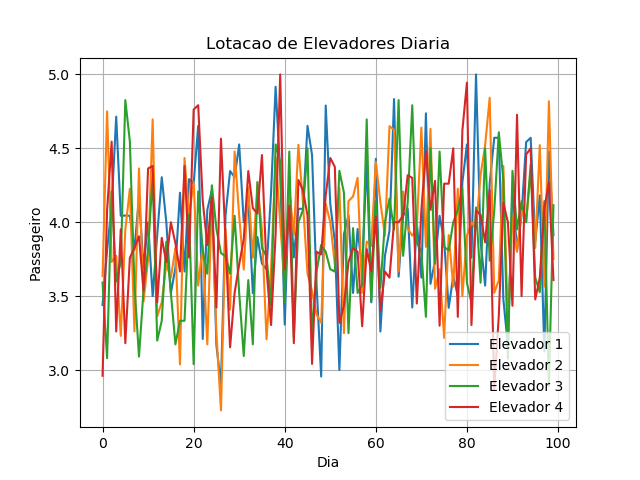 Lotacao de Elevadores Diaria
5.0
4.5
4.0
3.5
3.0
Passageiro
0
20
40
60
80
100
Dia
Elevador 1
Elevador 2
Elevador 3
Elevador 4